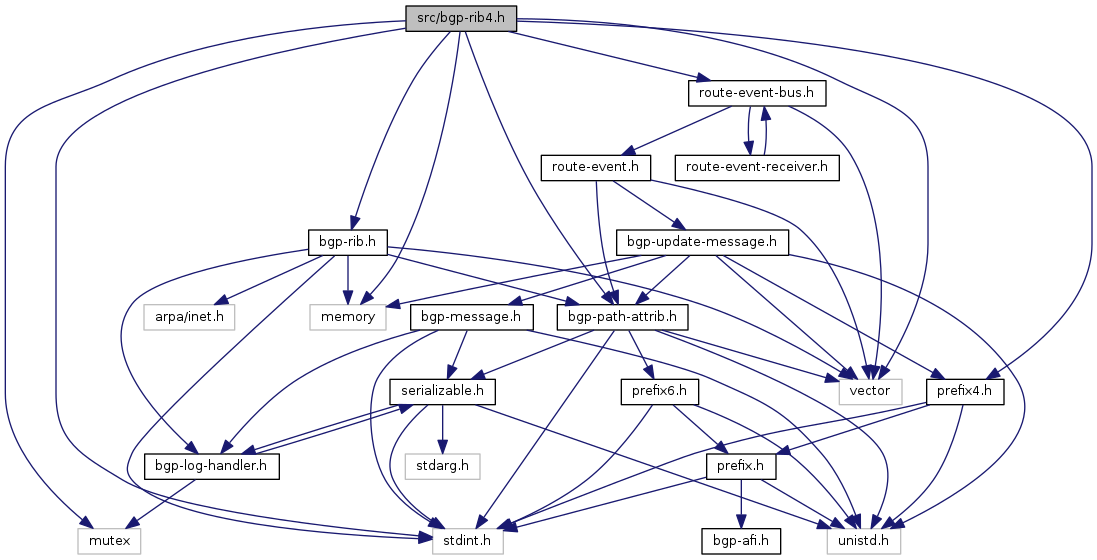 src/bgp-rib4.h
route-event-bus.h
route-event.h
route-event-receiver.h
bgp-rib.h
bgp-update-message.h
arpa/inet.h
memory
bgp-message.h
bgp-path-attrib.h
serializable.h
prefix6.h
vector
prefix4.h
bgp-log-handler.h
stdarg.h
prefix.h
mutex
stdint.h
bgp-afi.h
unistd.h